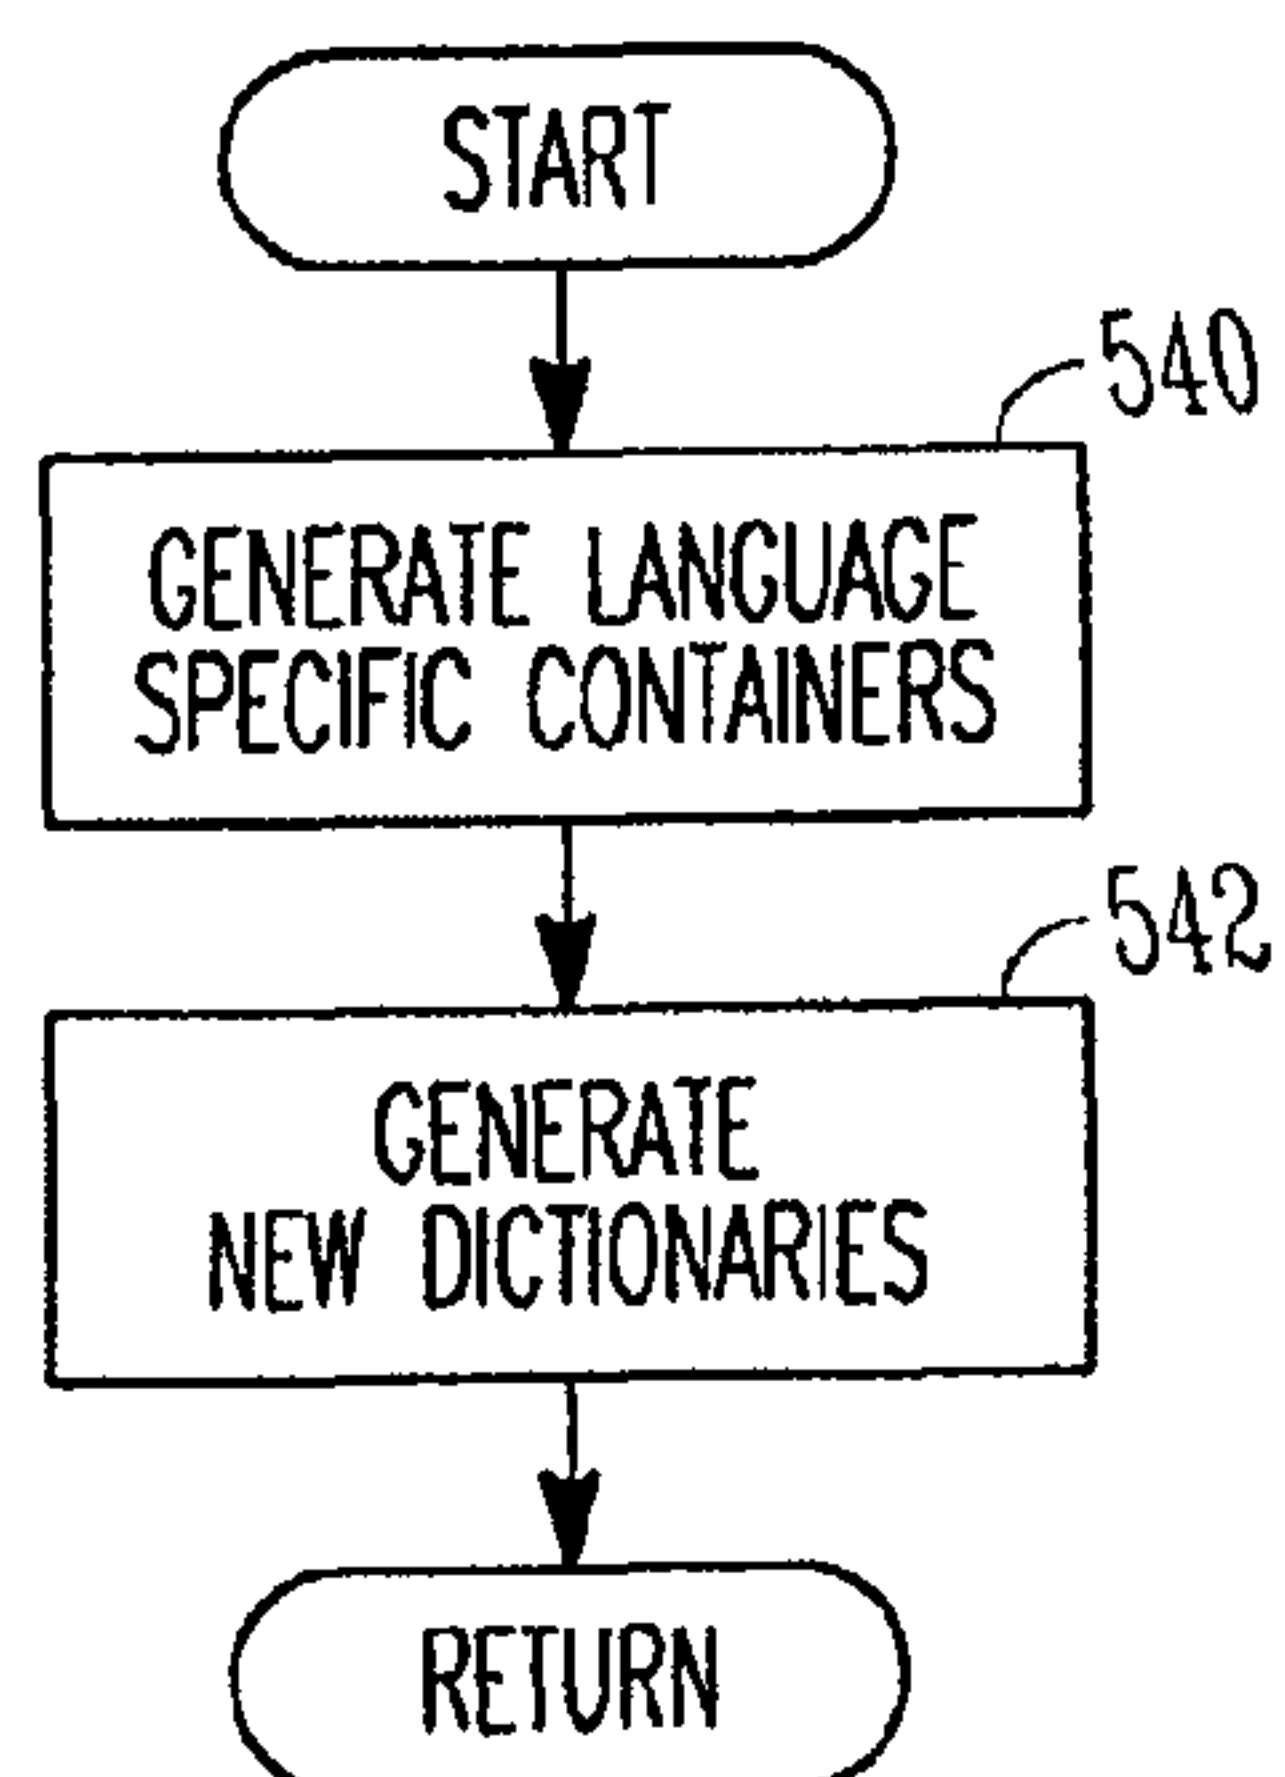 START
540
GENERATE LANGUAGE
SPECIFIC CONTAINERS
542
GENERATE
NEW DICTIONARIES
RETURN